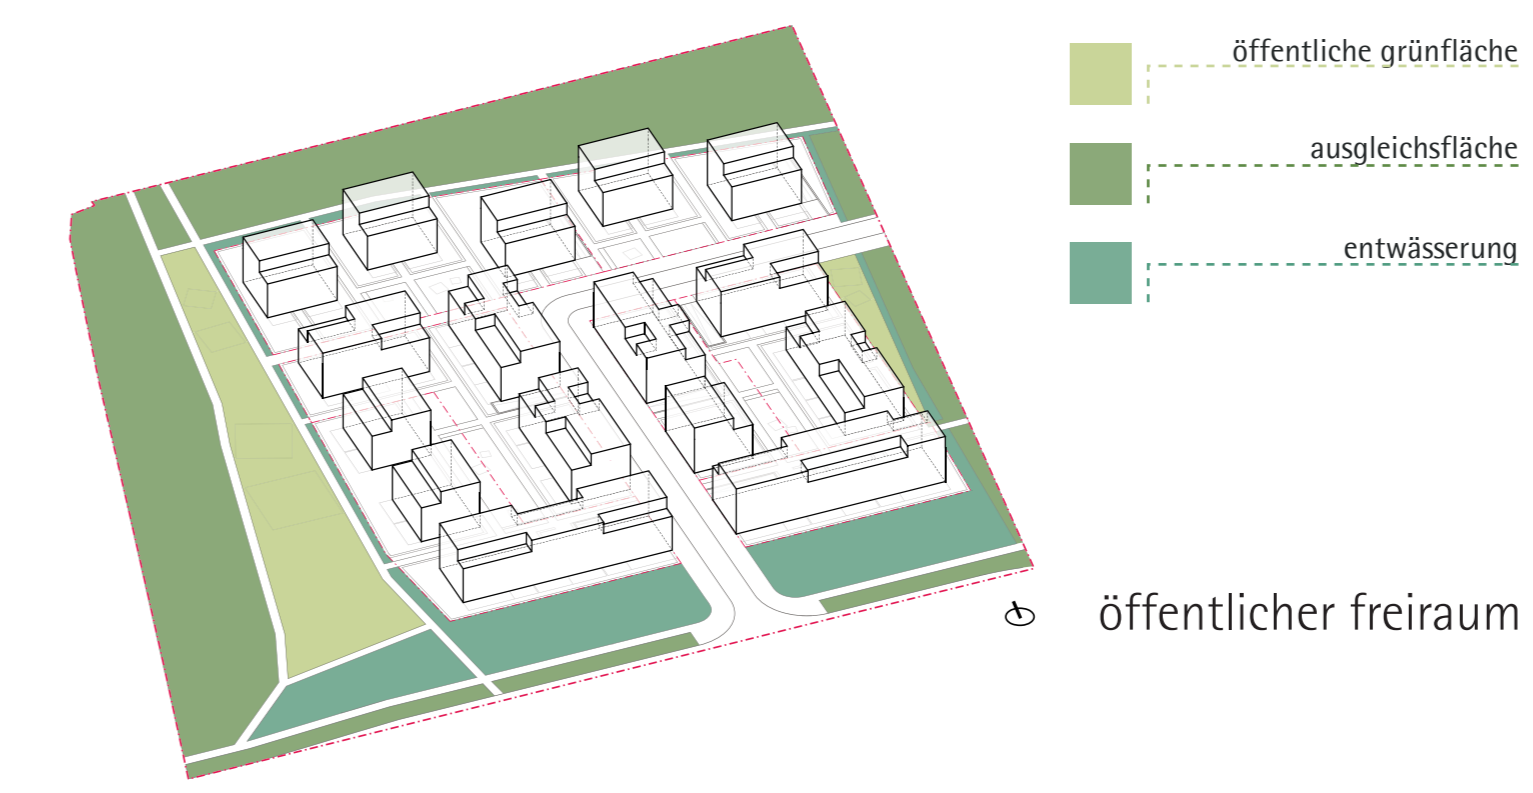 öffentliche grünfläche
ausgleichsfläche
entwässerung
öffentlicher freiraum